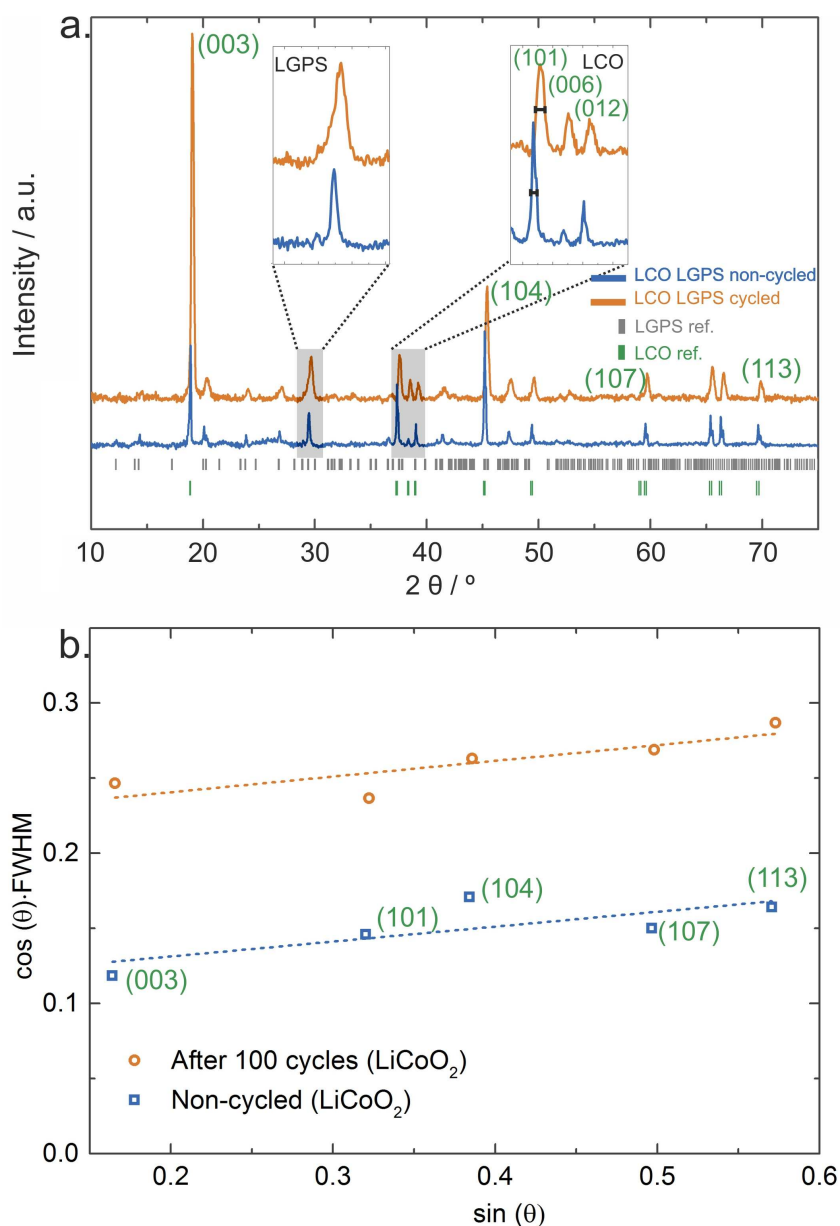 a.
(003)
LGPS
(101)
LCO
(006)
(012)
Intensity / a.u.
LCO LGPS non-cycled
(104)
LCO LGPS cycled
LGPS ref.
LCO ref.
(107)
(113)
10
20
30
40
50
60
70
2 θ / º
b.
0.3
cos (θ)·FWHM
0.2
(104)
(113)
(101)
(107)
(003)
0.1
After 100 cycles (LiCoO₂)
Non-cycled (LiCoO₂)
0.0
0.2
0.3
0.4
0.5
0.6
sin (θ)